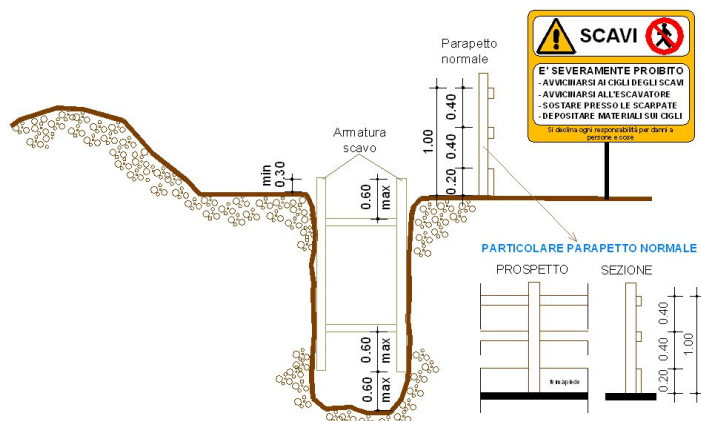 Parapetto
normale
SCAVI
E' SEVERAMENTE PROIBITO
- AVVICINARSI AI CIGLI DEGLI SCAVI
- AVVICINARSI ALL'ESCAVATORE
- SOSTARE PRESSO LE SCARPATE
- DEPOSITARE MATERIALI SUI CIGLI
Si declina ogni responsabilità per danni a
persone e cose
Armatura
scavo
min
0.30
0.60
max
1.00
0.40
0.40
0.20
0.60
max
0.60
max
PARTICOLARE PARAPETTO NORMALE
PROSPETTO
SEZIONE
0.40
0.40
0.20
1.00